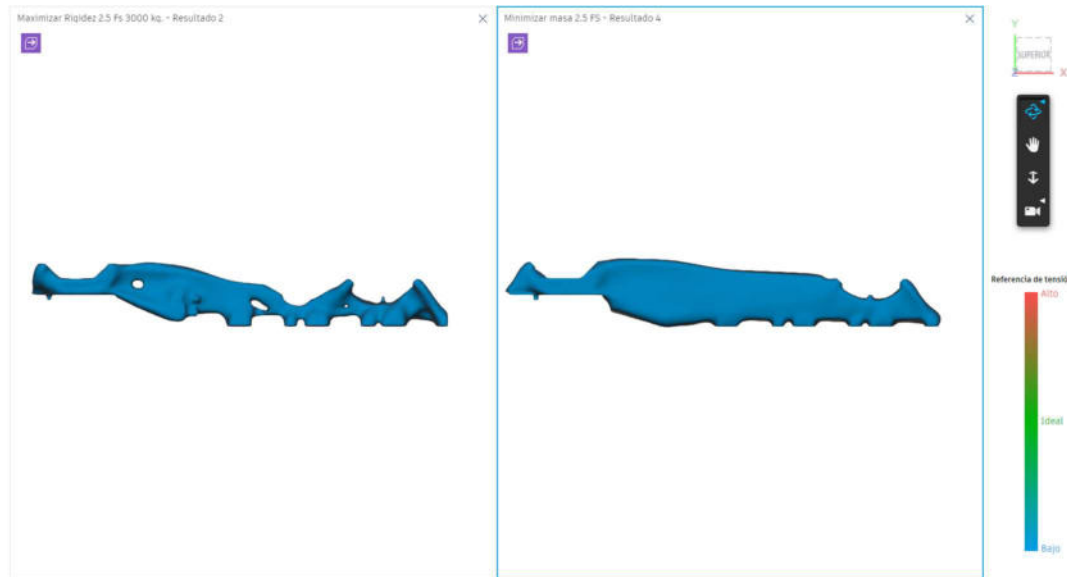 Maximizar Rigidez 2.5 Fs 3000 kg. - Resultado 2
Minimizar masa 2.5 FS - Resultado 4
Y
SUPERIOR
Z
X
Referencia de tensió
Alto
Ideal
Bajo